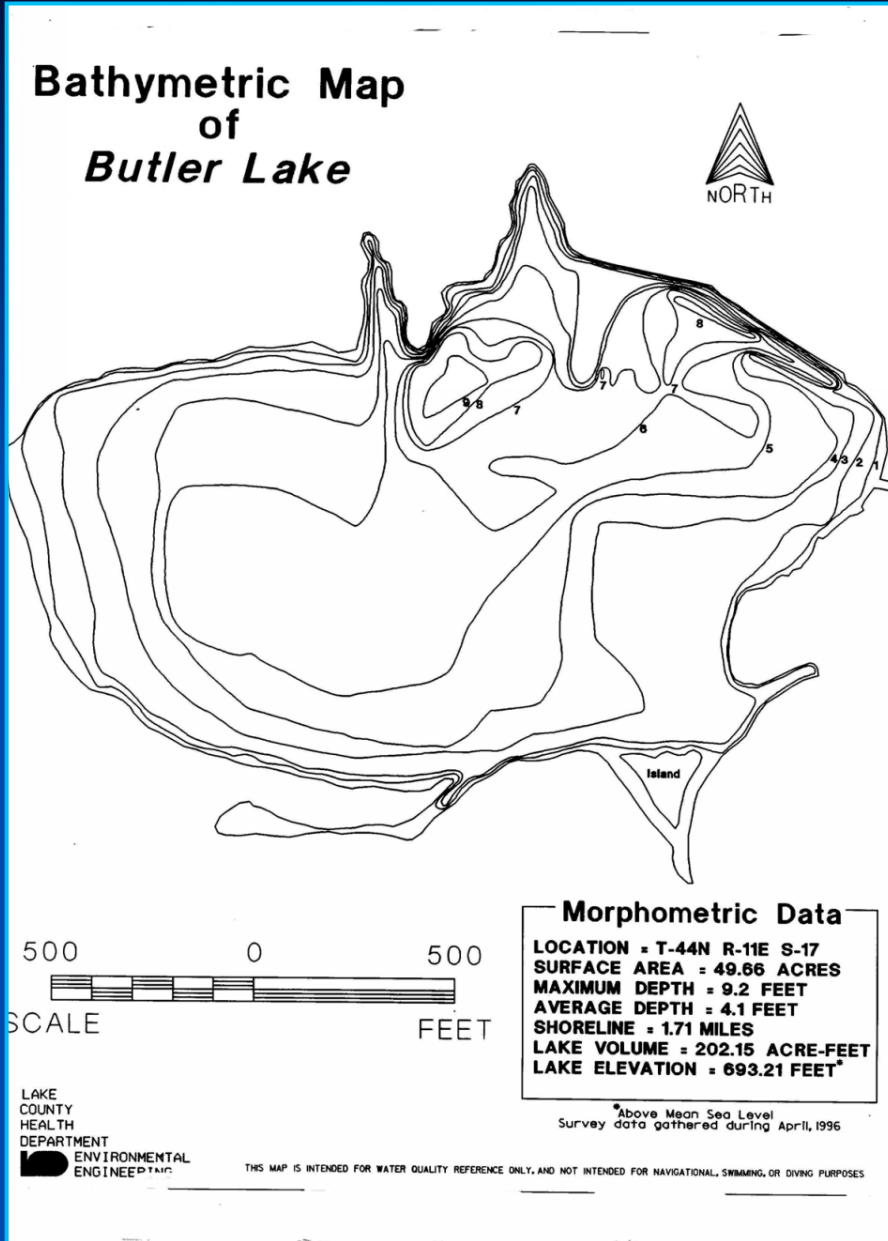 Bathymetric Map
of
Butler Lake
NORTH
8
7
7
9 8 7
6
5
4 3 2 1
Island
500 0 500
SCALE FEET
Morphometric Data
LOCATION = T-44N R-11E S-17
SURFACE AREA = 49.66 ACRES
MAXIMUM DEPTH = 9.2 FEET
AVERAGE DEPTH = 4.1 FEET
SHORELINE = 1.71 MILES
LAKE VOLUME = 202.15 ACRE-FEET
LAKE ELEVATION = 693.21 FEET*
*Above Mean Sea Level
Survey data gathered during April, 1996
LAKE
COUNTY
HEALTH
DEPARTMENT
ENVIRONMENTAL
ENGINEERING
THIS MAP IS INTENDED FOR WATER QUALITY REFERENCE ONLY, AND NOT INTENDED FOR NAVIGATIONAL, SWIMMING, OR DIVING PURPOSES